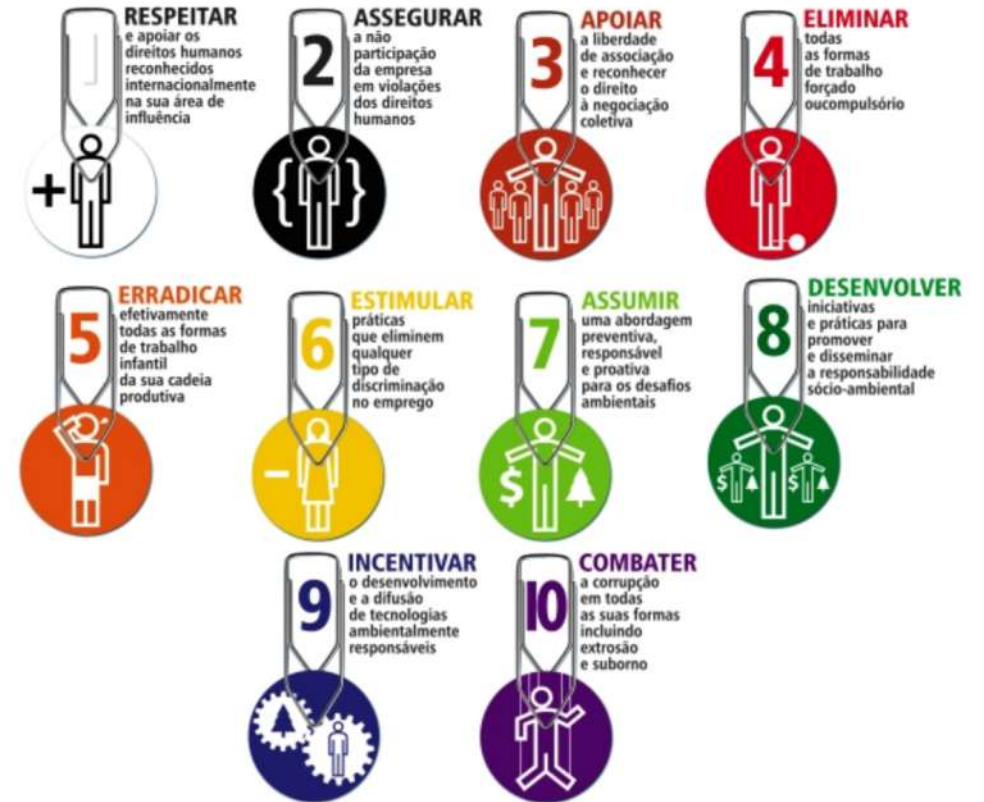 RESPEITAR
e apoiar os
direitos humanos
reconhecidos
internacionalmente
na sua área de
influência
2
ASSEGURAR
a não
participação
da empresa
em violações
dos direitos
humanos
3
APOIAR
a liberdade
de associação
e reconhecer
o direito
à negociação
coletiva
4
ELIMINAR
todas
as formas
de trabalho
forçado
oucompulsório
5
ERRADICAR
efetivamente
todas as formas
de trabalho
infantil
da sua cadeia
produtiva
6
ESTIMULAR
práticas
que eliminem
qualquer
tipo de
discriminação
no emprego
7
ASSUMIR
uma abordagem
preventiva,
responsável
e proativa
para os desafios
ambientais
$
8
DESENVOLVER
iniciativas
e práticas para
promover
e disseminar
a responsabilidade
sócio-ambiental
$ $
9
INCENTIVAR
o desenvolvimento
e a difusão
de tecnologias
ambientalmente
responsáveis
10
COMBATER
a corrupção
em todas
as suas formas
incluindo
extrosão
e suborno